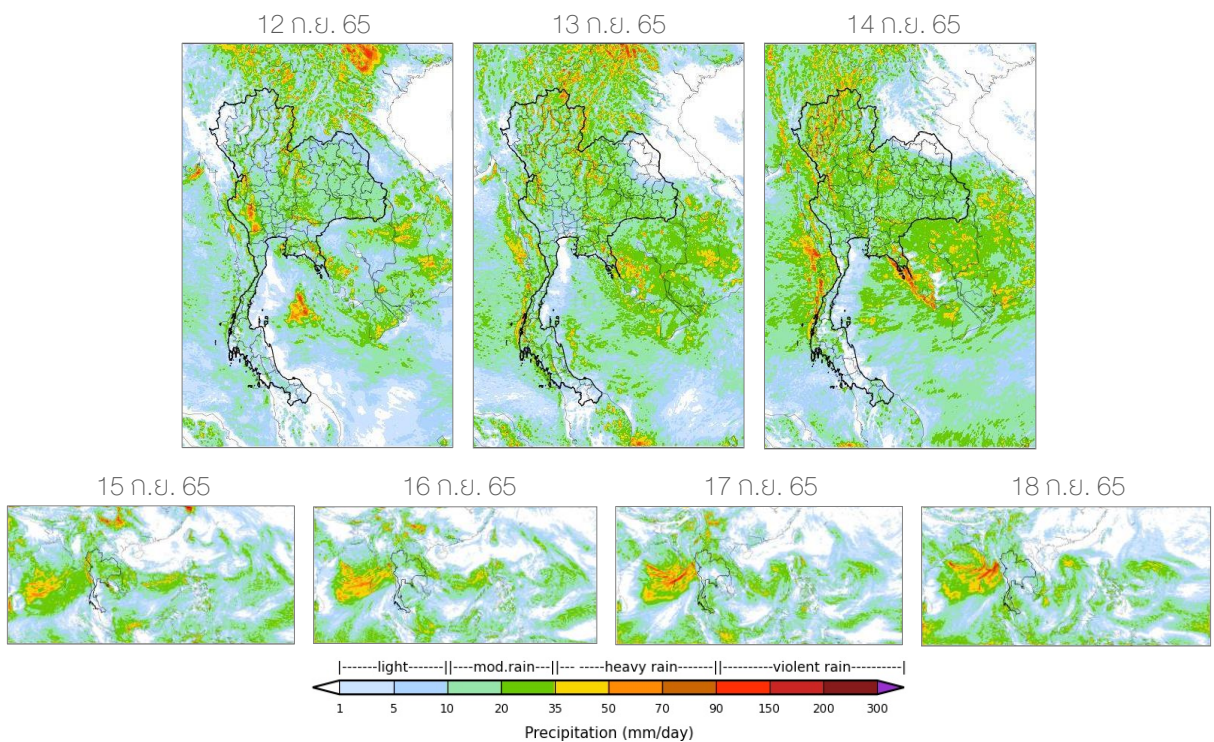 12 ก.ย. 65 13 ก.ย. 65 14 ก.ย. 65
15 ก.ย. 65 16 ก.ย. 65 17 ก.ย. 65 18 ก.ย. 65
|-------light-------||----mod.rain---||--- -----heavy rain-------||----------violent rain-----------|
1 5 10 20 35 50 70 90 150 200 300
Precipitation (mm/day)